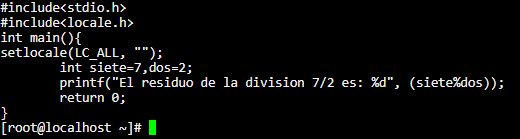 #include<stdio.h>
#include<locale.h>
int main(){
setlocale(LC_ALL, "");
        int siete=7,dos=2;
        printf("El residuo de la division 7/2 es: %d", (siete%dos));
        return 0;
}
[root@localhost ~]#